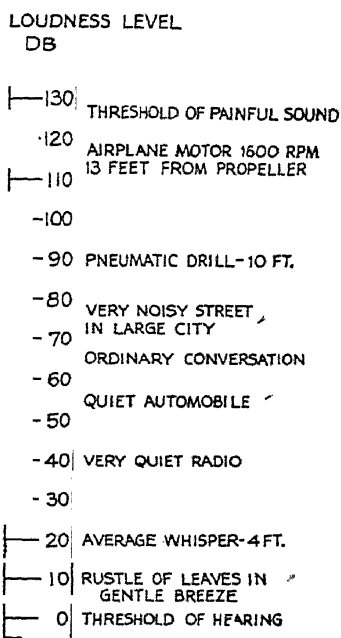 LOUDNESS LEVEL
DB
130
THRESHOLD OF PAINFUL SOUND
120
AIRPLANE MOTOR 1600 RPM
13 FEET FROM PROPELLER
110
-100
-90 PNEUMATIC DRILL-10 FT.
-80
VERY NOISY STREET
IN LARGE CITY
-70
ORDINARY CONVERSATION
-60
QUIET AUTOMOBILE
-50
-40 VERY QUIET RADIO
-30
20 AVERAGE WHISPER-4 FT.
10 RUSTLE OF LEAVES IN
GENTLE BREEZE
0 THRESHOLD OF HEARING